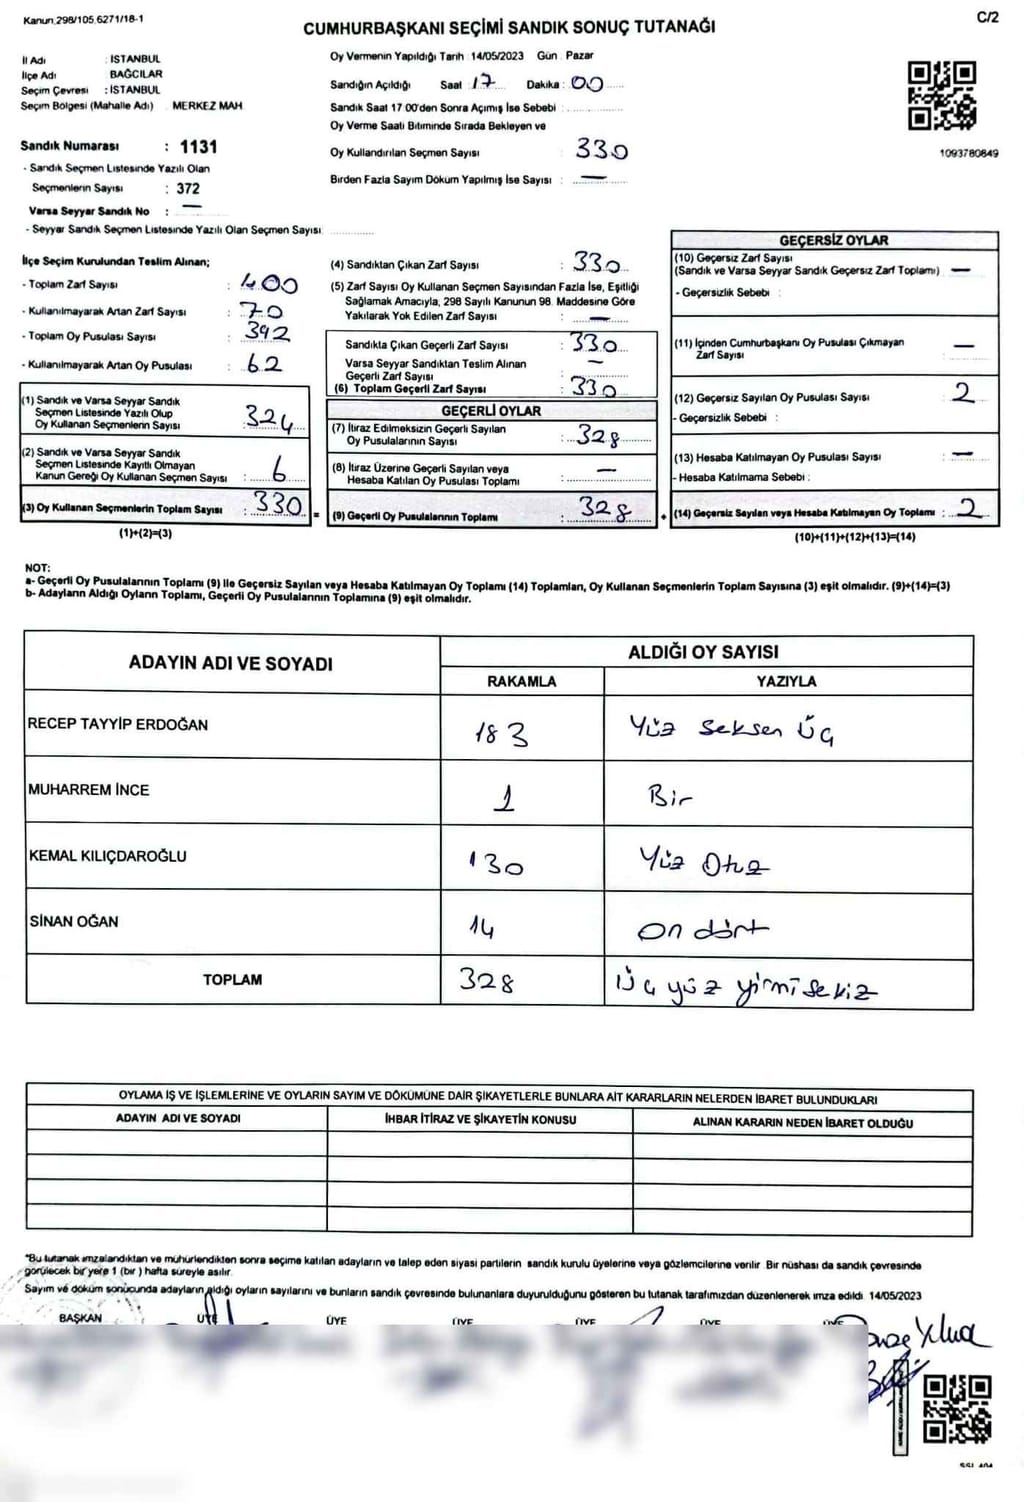 Kanun.298/105.6271/18-1
C/2
CUMHURBAŞKANI SEÇİMİ SANDIK SONUÇ TUTANAĞI
İl Adı : İSTANBUL
İlçe Adı : BAĞCILAR
Seçim Çevresi : İSTANBUL
Seçim Bölgesi (Mahalle Adı) MERKEZ MAH
Sandık Numarası : 1131
- Sandık Seçmen Listesinde Yazılı Olan
Seçmenlerin Sayısı : 372
Varsa Seyyar Sandık No : —
- Seyyar Sandık Seçmen Listesinde Yazılı Olan Seçmen Sayısı:
Oy Vermenin Yapıldığı Tarih : 14/05/2023 Gün : Pazar
Sandığın Açıldığı Saat : 17 Dakika : 00
Sandık Saat 17.00'den Sonra Açımış İse Sebebi :
Oy Verme Saati Bitiminde Sırada Bekleyen ve
Oy Kullandırılan Seçmen Sayısı : 330
Birden Fazla Sayım Döküm Yapılmış İse Sayısı : —
1093780849
İlçe Seçim Kurulundan Teslim Alınan;
- Toplam Zarf Sayısı : 400
- Kullanılmayarak Artan Zarf Sayısı : 70
- Toplam Oy Pusulası Sayısı : 392
- Kullanılmayarak Artan Oy Pusulası : 62
(1) Sandık ve Varsa Seyyar Sandık
Seçmen Listesinde Yazılı Olup
Oy Kullanan Seçmenlerin Sayısı : 324
(2) Sandık ve Varsa Seyyar Sandık
Seçmen Listesinde Kayıtlı Olmayan
Kanun Gereği Oy Kullanan Seçmen Sayısı : 6
(3) Oy Kullanan Seçmenlerin Toplam Sayısı : 330 =
(1)+(2)=(3)
(4) Sandıktan Çıkan Zarf Sayısı : 330
(5) Zarf Sayısı Oy Kullanan Seçmen Sayısından Fazla İse, Eşitliği
Sağlamak Amacıyla, 298 Sayılı Kanunun 98. Maddesine Göre
Yakılarak Yok Edilen Zarf Sayısı : —
Sandıkta Çıkan Geçerli Zarf Sayısı : 330
Varsa Seyyar Sandıktan Teslim Alınan
Geçerli Zarf Sayısı : —
(6) Toplam Geçerli Zarf Sayısı : 330
GEÇERLİ OYLAR
(7) İtiraz Edilmeksizin Geçerli Sayılan
Oy Pusulalarının Sayısı : 328
(8) İtiraz Üzerine Geçerli Sayılan veya
Hesaba Katılan Oy Pusulası Toplamı : —
(9) Geçerli Oy Pusulalarının Toplamı : 328 +
GEÇERSİZ OYLAR
(10) Geçersiz Zarf Sayısı
(Sandık ve Varsa Seyyar Sandık Geçersiz Zarf Toplamı) : —
- Geçersizlik Sebebi :
(11) İçinden Cumhurbaşkanı Oy Pusulası Çıkmayan
Zarf Sayısı : —
(12) Geçersiz Sayılan Oy Pusulası Sayısı : 2
- Geçersizlik Sebebi :
(13) Hesaba Katılmayan Oy Pusulası Sayısı : —
- Hesaba Katılmama Sebebi :
(14) Geçersiz Sayılan veya Hesaba Katılmayan Oy Toplamı : 2
(10)+(11)+(12)+(13)=(14)
NOT:
a- Geçerli Oy Pusulalarının Toplamı (9) ile Geçersiz Sayılan veya Hesaba Katılmayan Oy Toplamı (14) Toplamları, Oy Kullanan Seçmenlerin Toplam Sayısına (3) eşit olmalıdır. (9)+(14)=(3)
b- Adayların Aldığı Oyların Toplamı, Geçerli Oy Pusulalarının Toplamına (9) eşit olmalıdır.
ADAYIN ADI VE SOYADI
ALDIĞI OY SAYISI
RAKAMLA YAZIYLA
RECEP TAYYİP ERDOĞAN 183 Yüz Seksen Üç
MUHARREM İNCE 1 Bir
KEMAL KILIÇDAROĞLU 130 Yüz Otuz
SİNAN OĞAN 14 On dört
TOPLAM 328 Üç yüz yirmi sekiz
OYLAMA İŞ VE İŞLEMLERİNE VE OYLARIN SAYIM VE DÖKÜMÜNE DAİR ŞİKAYETLERLE BUNLARA AİT KARARLARIN NELERDEN İBARET BULUNDUKLARI
ADAYIN ADI VE SOYADI İHBAR İTİRAZ VE ŞİKAYETİN KONUSU ALINAN KARARIN NEDEN İBARET OLDUĞU
*Bu tutanak imzalandıktan ve mühürlendikten sonra seçime katılan adayların ve talep eden siyasi partilerin sandık kurulu üyelerine veya gözlemcilerine verilir. Bir nüshası da sandık çevresinde
görülecek bir yere 1 (bir ) hafta süreyle asılır.
Sayım ve döküm sonucunda adayların aldığı oyların sayılarını ve bunların sandık çevresinde bulunanlara duyurulduğunu gösteren bu tutanak tarafımızdan düzenlenerek imza edildi. 14/05/2023
BAŞKAN ÜYE ÜYE ÜYE ÜYE ÜYE ÜYE